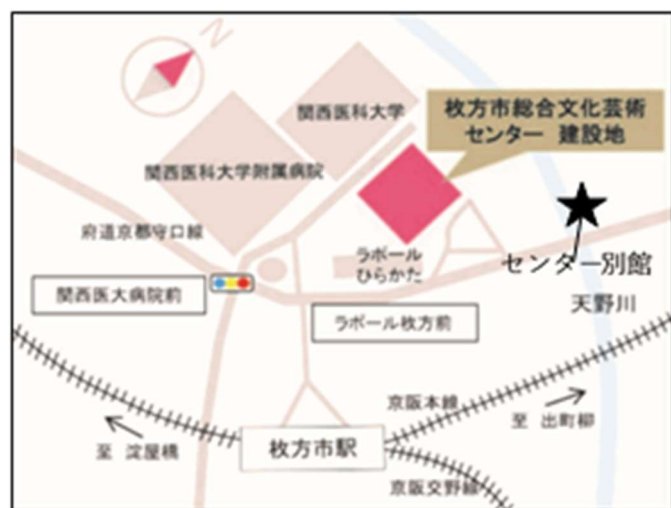 N
関西医科大学
枚方市総合文化芸術
センター 建設地
関西医科大学附属病院
府道京都守口線
ラポール
ひらかた
センター別館
関西医大病院前
天野川
ラポール枚方前
京阪本線
至 出町柳
至 淀屋橋
枚方市駅
京阪交野線